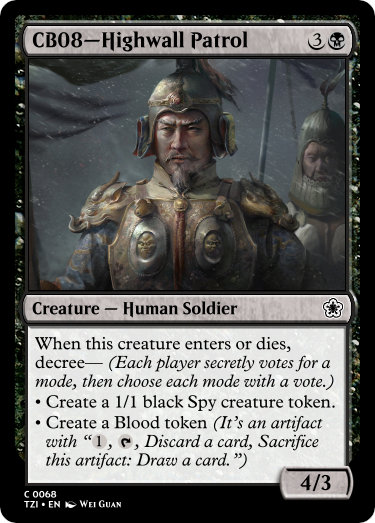 CB08—Highwall Patrol 3
Creature — Human Soldier
When this creature enters or dies,
decree— (Each player secretly votes for a
mode, then choose each mode with a vote.)
• Create a 1/1 black Spy creature token.
• Create a Blood token (It's an artifact
with “1, , Discard a card, Sacrifice
this artifact: Draw a card.”)
4/3
C 0068
TZI • EN Wei Guan